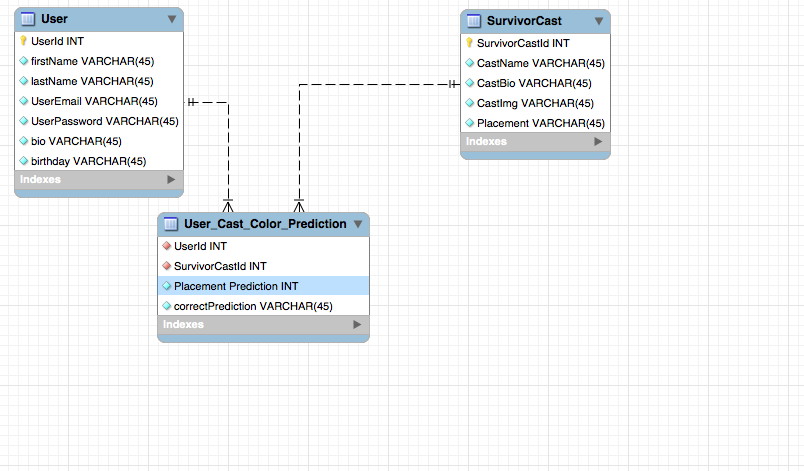 User
UserId INT
firstName VARCHAR(45)
lastName VARCHAR(45)
UserEmail VARCHAR(45)
UserPassword VARCHAR(45)
bio VARCHAR(45)
birthday VARCHAR(45)
Indexes
SurvivorCast
SurvivorCastId INT
CastName VARCHAR(45)
CastBio VARCHAR(45)
CastImg VARCHAR(45)
Placement VARCHAR(45)
Indexes
User_Cast_Color_Prediction
UserId INT
SurvivorCastId INT
Placement Prediction INT
correctPrediction VARCHAR(45)
Indexes